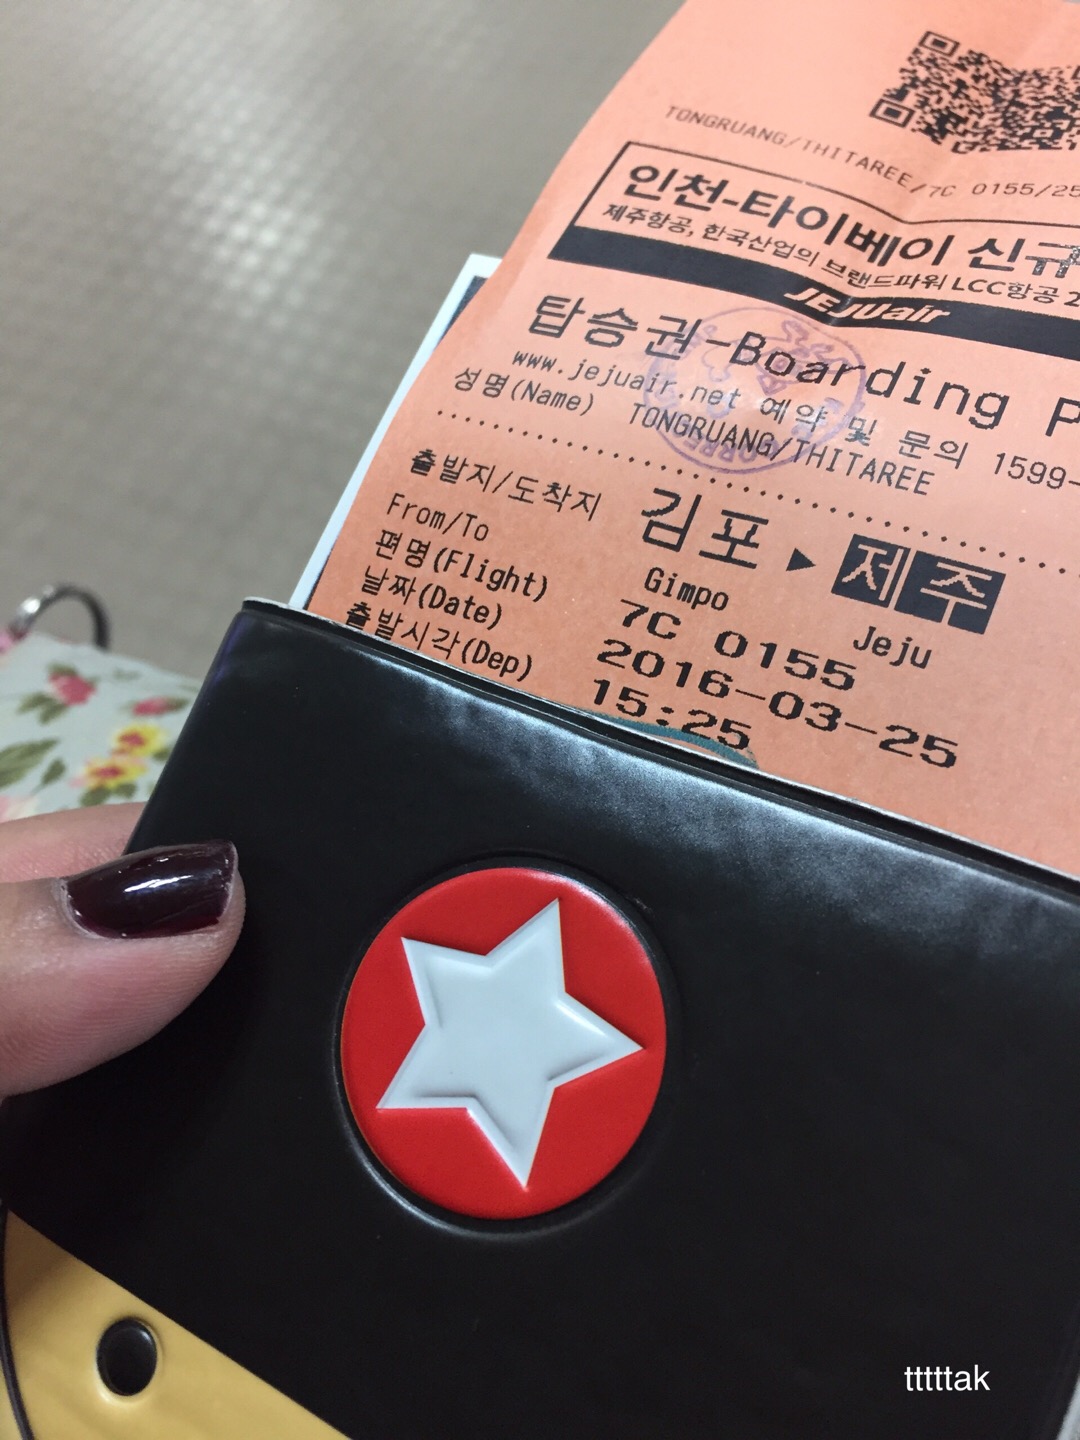 TONGRUANG/THITAREE/7C 0155/25
인천-타이베이 신규
제주항공, 한국산업의 브랜드파워 LCC항공 2
JEJUair
탑승권-Boarding P
www.jejuair.net 예약 및 문의 1599-
성명(Name) TONGRUANG/THITAREE
출발지/도착지 김포 ▶ 제주
From/To Gimpo Jeju
편명(Flight) 7C 0155
날짜(Date) 2016-03-25
출발시각(Dep) 15:25
tttttak